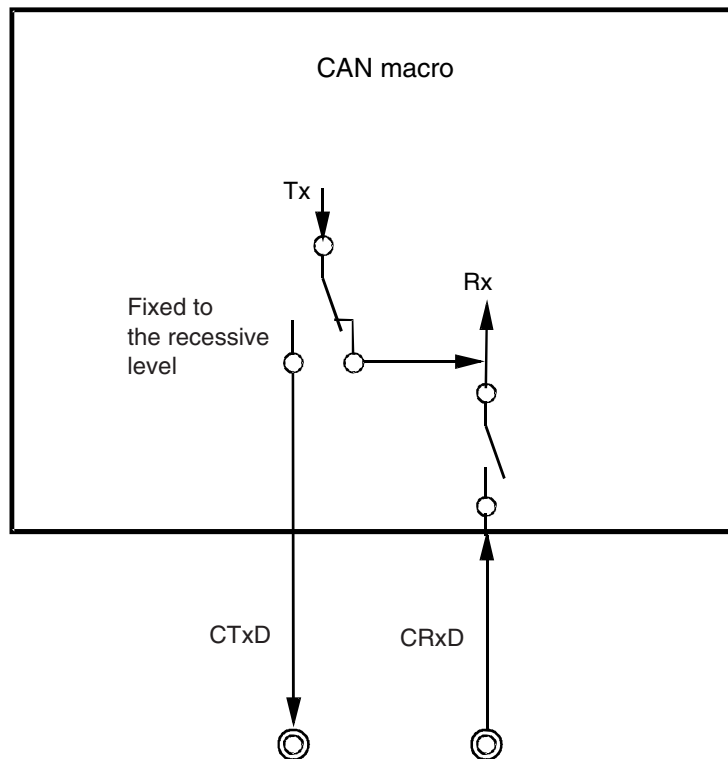 CAN macro
Tx
Rx
Fixed to
the recessive
level
CTxD
CRxD